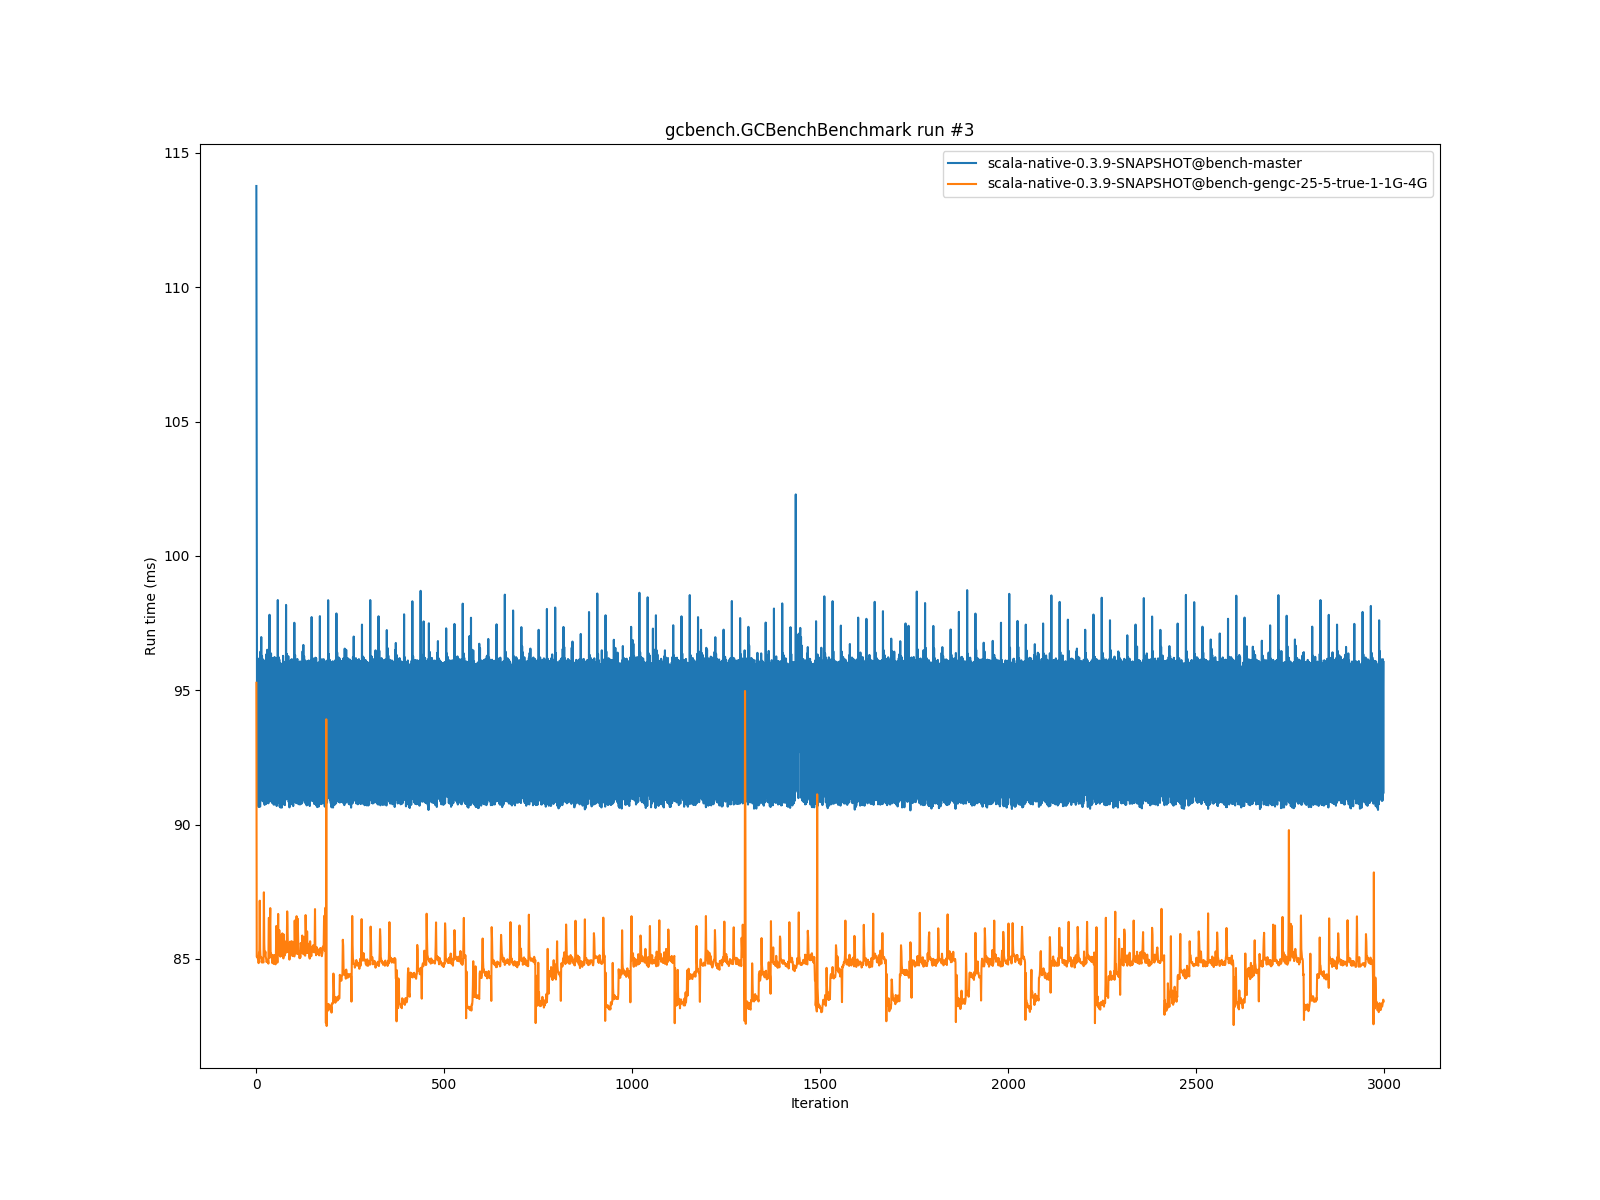 gcbench.GCBenchBenchmark run #3
scala-native-0.3.9-SNAPSHOT@bench-master
scala-native-0.3.9-SNAPSHOT@bench-gengc-25-5-true-1-1G-4G
115
110
105
100
95
90
85
Run time (ms)
0 500 1000 1500 2000 2500 3000
Iteration